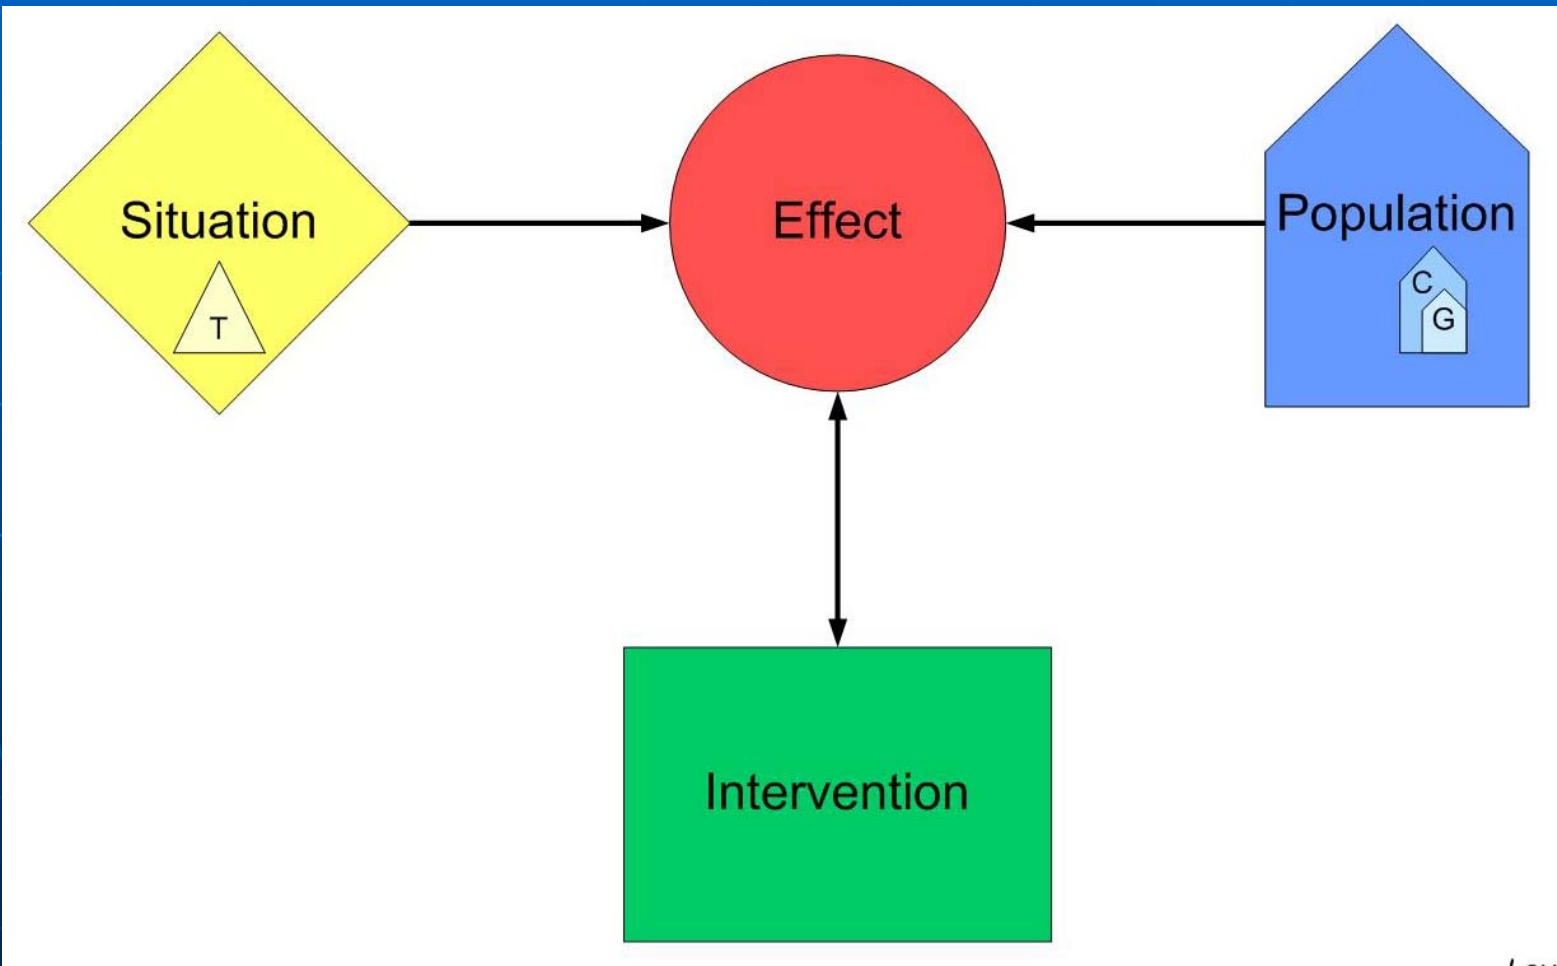 Situation
T
Effect
Population
C
G
Intervention